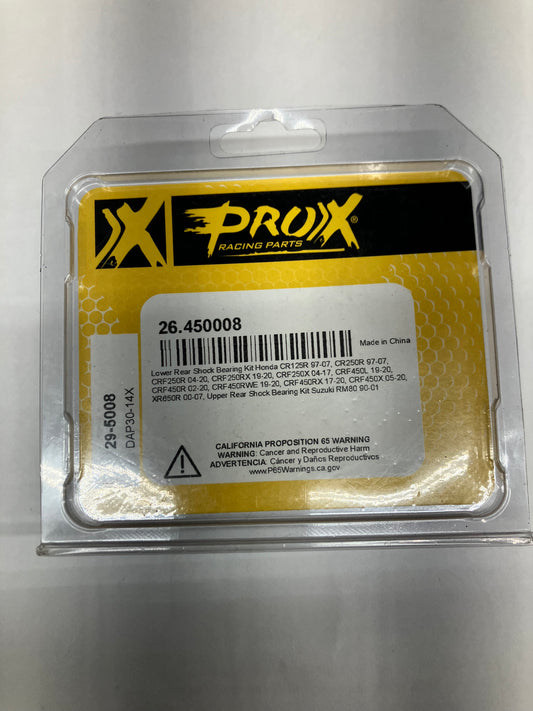 PROX®
RACING PARTS
26.450008
Made in China
Lower Rear Shock Bearing Kit Honda CR125R 97-07, CR250R 97-07,
CRF250R 04-20, CRF250RX 19-20, CRF250X 04-17, CRF450L 19-20,
CRF450R 02-20, CRF450RWE 19-20, CRF450RX 17-20, CRF450X 05-20,
XR650R 00-07, Upper Rear Shock Bearing Kit Suzuki RM80 90-01
CALIFORNIA PROPOSITION 65 WARNING
WARNING: Cancer and Reproductive Harm
ADVERTENCIA: Cáncer y Daños Reproductivos
www.P65Warnings.ca.gov
29-5008
DAP30-14X